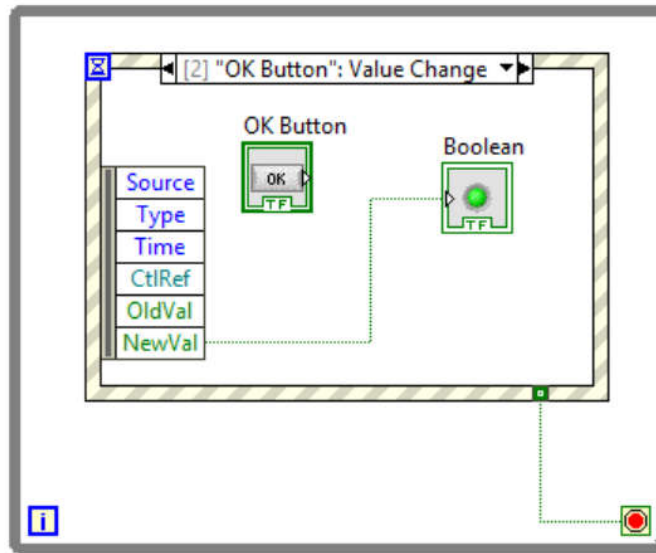 [2] "OK Button": Value Change
OK Button
OK
TF
Boolean
TF
Source
Type
Time
CtlRef
OldVal
NewVal
i